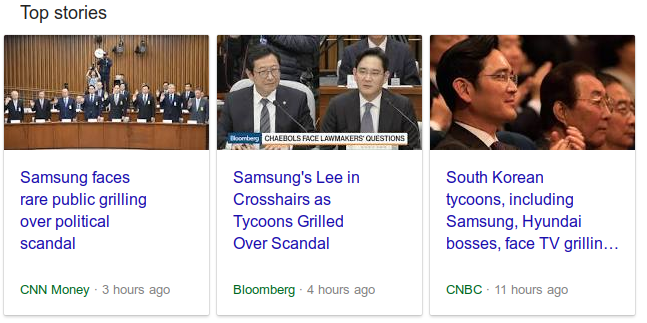 Top stories
Bloomberg CHAEBOLS FACE LAWMAKERS' QUESTIONS
Samsung faces
rare public grilling
over political
scandal
CNN Money · 3 hours ago
Samsung's Lee in
Crosshairs as
Tycoons Grilled
Over Scandal
Bloomberg · 4 hours ago
South Korean
tycoons, including
Samsung, Hyundai
bosses, face TV grillin…
CNBC · 11 hours ago